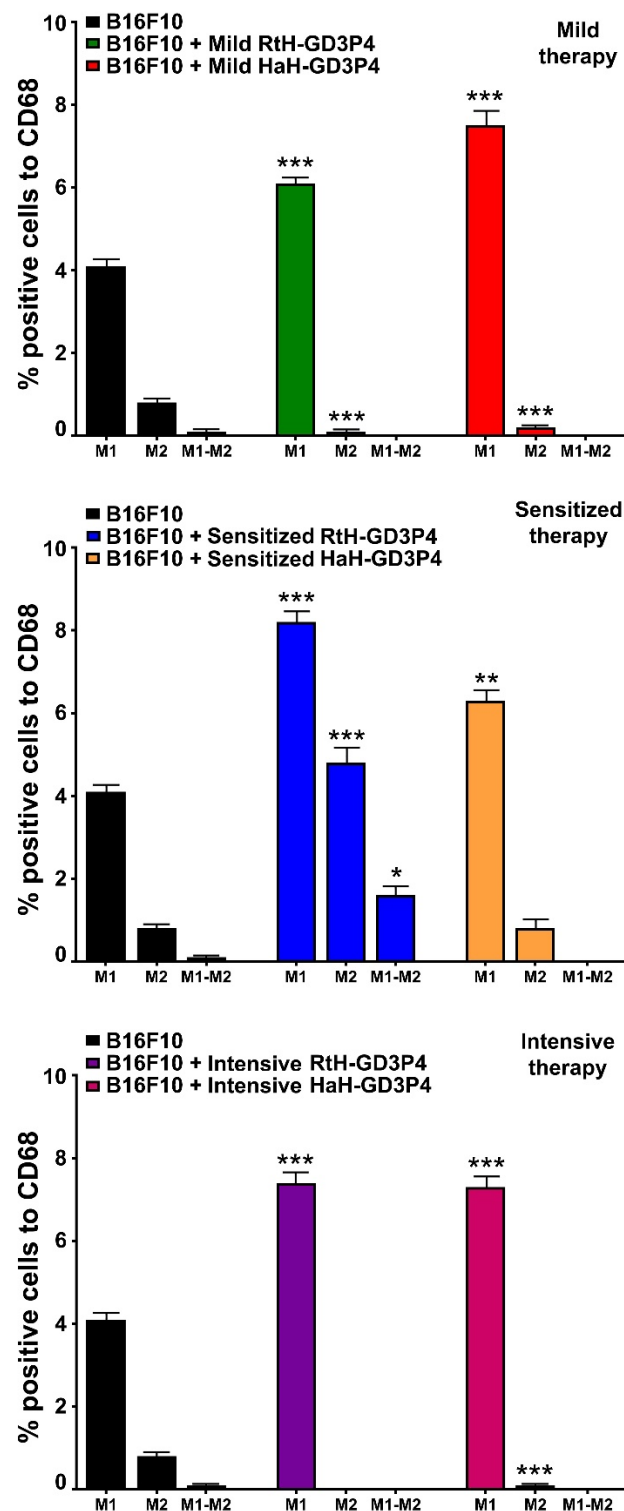 B16F10
B16F10 + Mild RtH-GD3P4
B16F10 + Mild HaH-GD3P4
Mild
therapy
% positive cells to CD68
10
8
6
4
2
0
***
***
***
***
M1 M2 M1-M2 M1 M2 M1-M2 M1 M2 M1-M2
B16F10
B16F10 + Sensitized RtH-GD3P4
B16F10 + Sensitized HaH-GD3P4
Sensitized
therapy
% positive cells to CD68
10
8
6
4
2
0
***
***
*
**
M1 M2 M1-M2 M1 M2 M1-M2 M1 M2 M1-M2
B16F10
B16F10 + Intensive RtH-GD3P4
B16F10 + Intensive HaH-GD3P4
Intensive
therapy
% positive cells to CD68
10
8
6
4
2
0
***
***
***
M1 M2 M1-M2 M1 M2 M1-M2 M1 M2 M1-M2